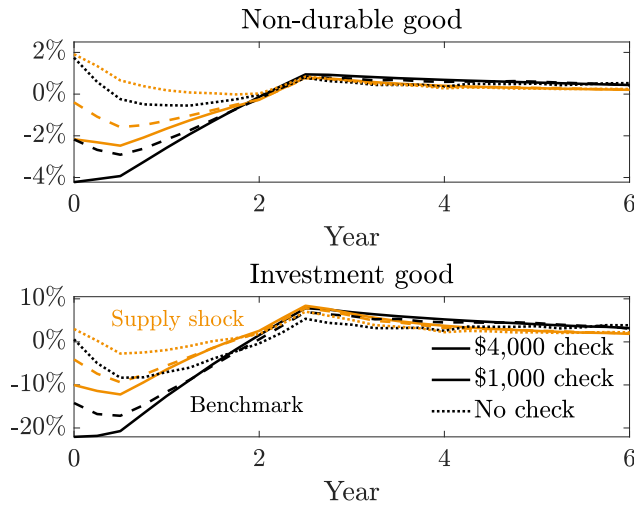 Non-durable good
2%
0%
-2%
-4%
0 2 4 6
Year
Investment good
10%
0%
-10%
-20%
Supply shock
Benchmark
$4,000 check
$1,000 check
No check
0 2 4 6
Year